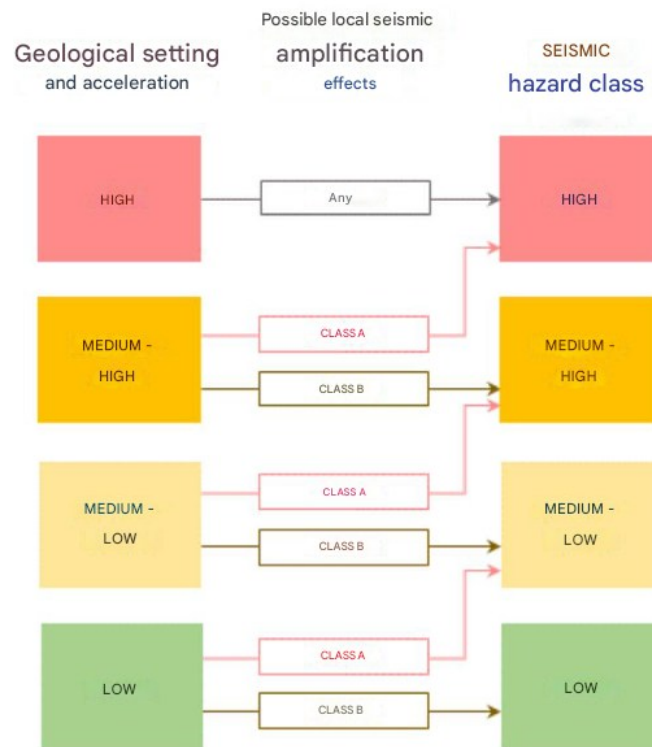 Possible local seismic
Geological setting
amplification
SEISMIC
and acceleration
effects
hazard class
HIGH
Any
HIGH
CLASS A
MEDIUM -
HIGH
MEDIUM -
HIGH
CLASS B
CLASS A
MEDIUM -
LOW
MEDIUM -
LOW
CLASS B
CLASS A
LOW
LOW
CLASS B